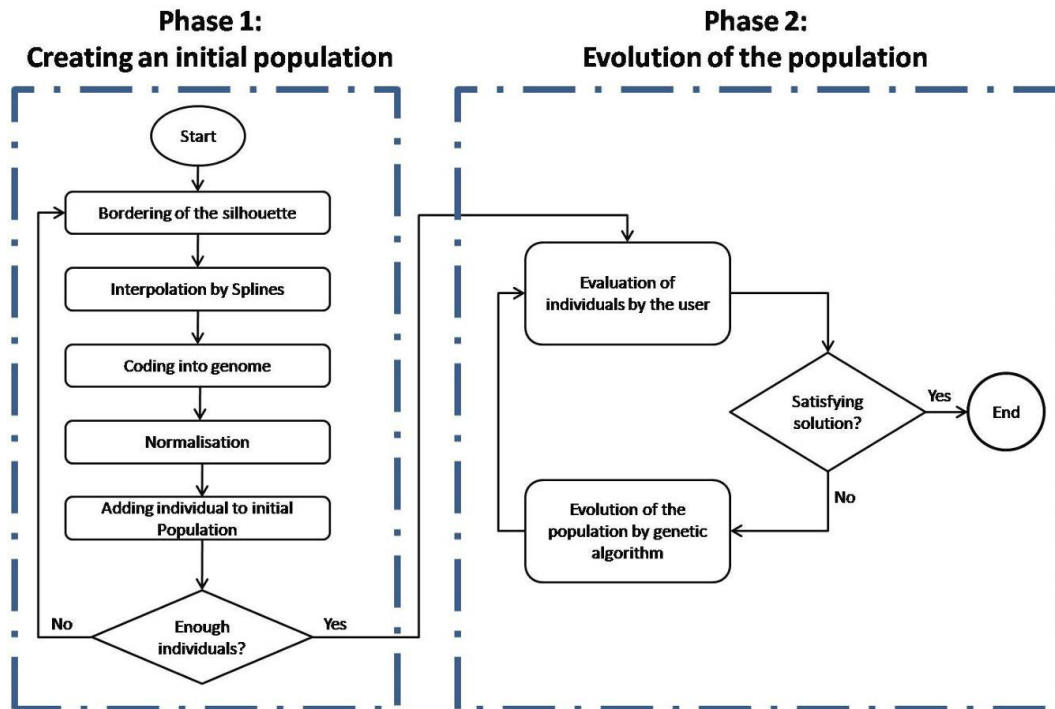 Phase 1:
Creating an initial population
Start
Bordering of the silhouette
Interpolation by Splines
Coding into genome
Normalisation
Adding individual to initial
Population
Enough
individuals?
No
Yes
Phase 2:
Evolution of the population
Evaluation of
individuals by the user
Satisfying
solution?
Yes
End
No
Evolution of the
population by genetic
algorithm